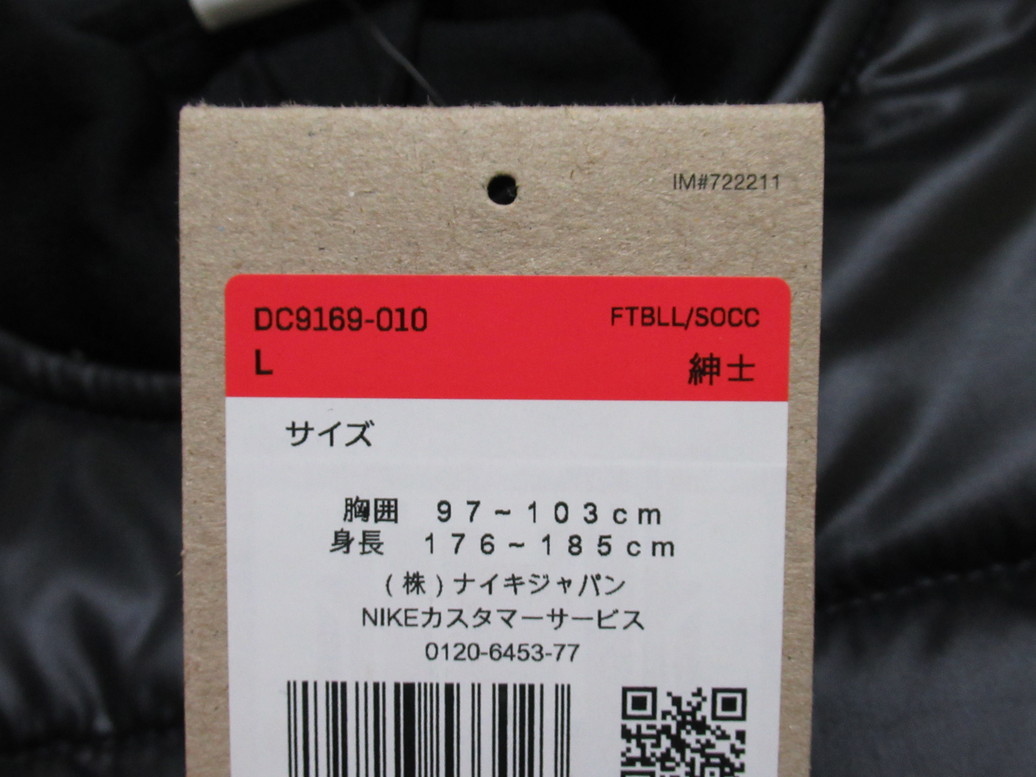 IM#722211
DC9169-010 FTBLL/SOCC
L 紳士
サイズ
胸囲 97~103cm
身長 176~185cm
(株)ナイキジャパン
NIKEカスタマーサービス
0120-6453-77